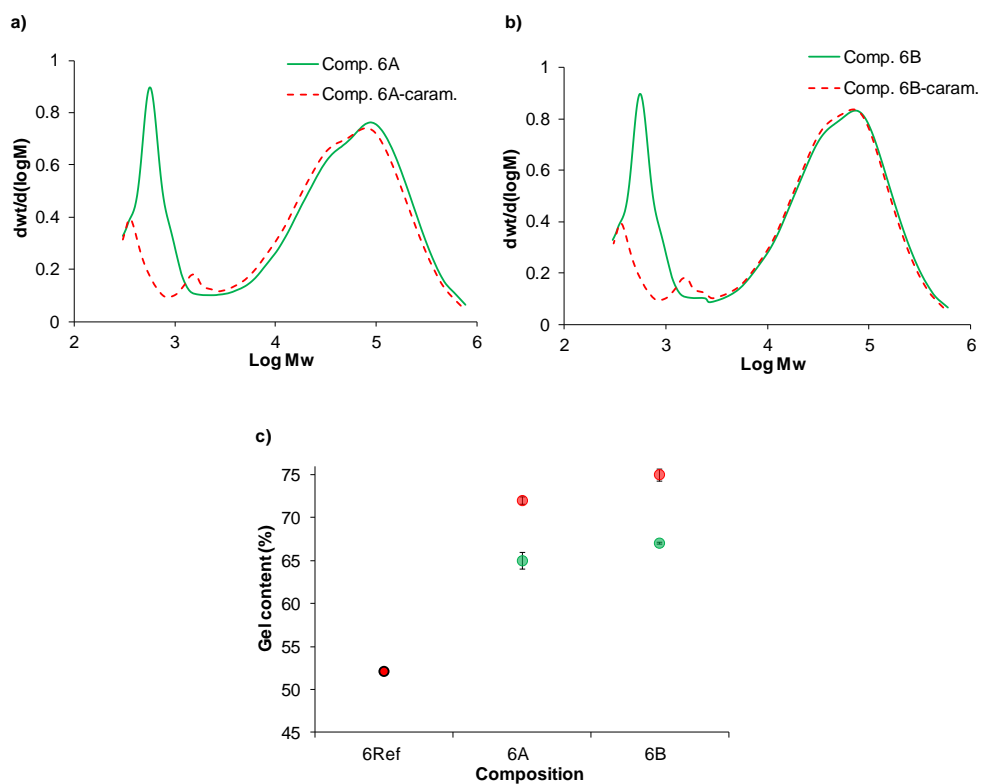 a)
1
0.8
0.6
0.4
0.2
0
dwt/d(logM)
Comp. 6A
Comp. 6A-caram.
2 3 4 5 6
Log Mw
b)
1
0.8
0.6
0.4
0.2
0
dwt/d(logM)
Comp. 6B
Comp. 6B-caram.
2 3 4 5 6
Log Mw
c)
75
70
65
60
55
50
45
Gel content (%)
6Ref 6A 6B
Composition